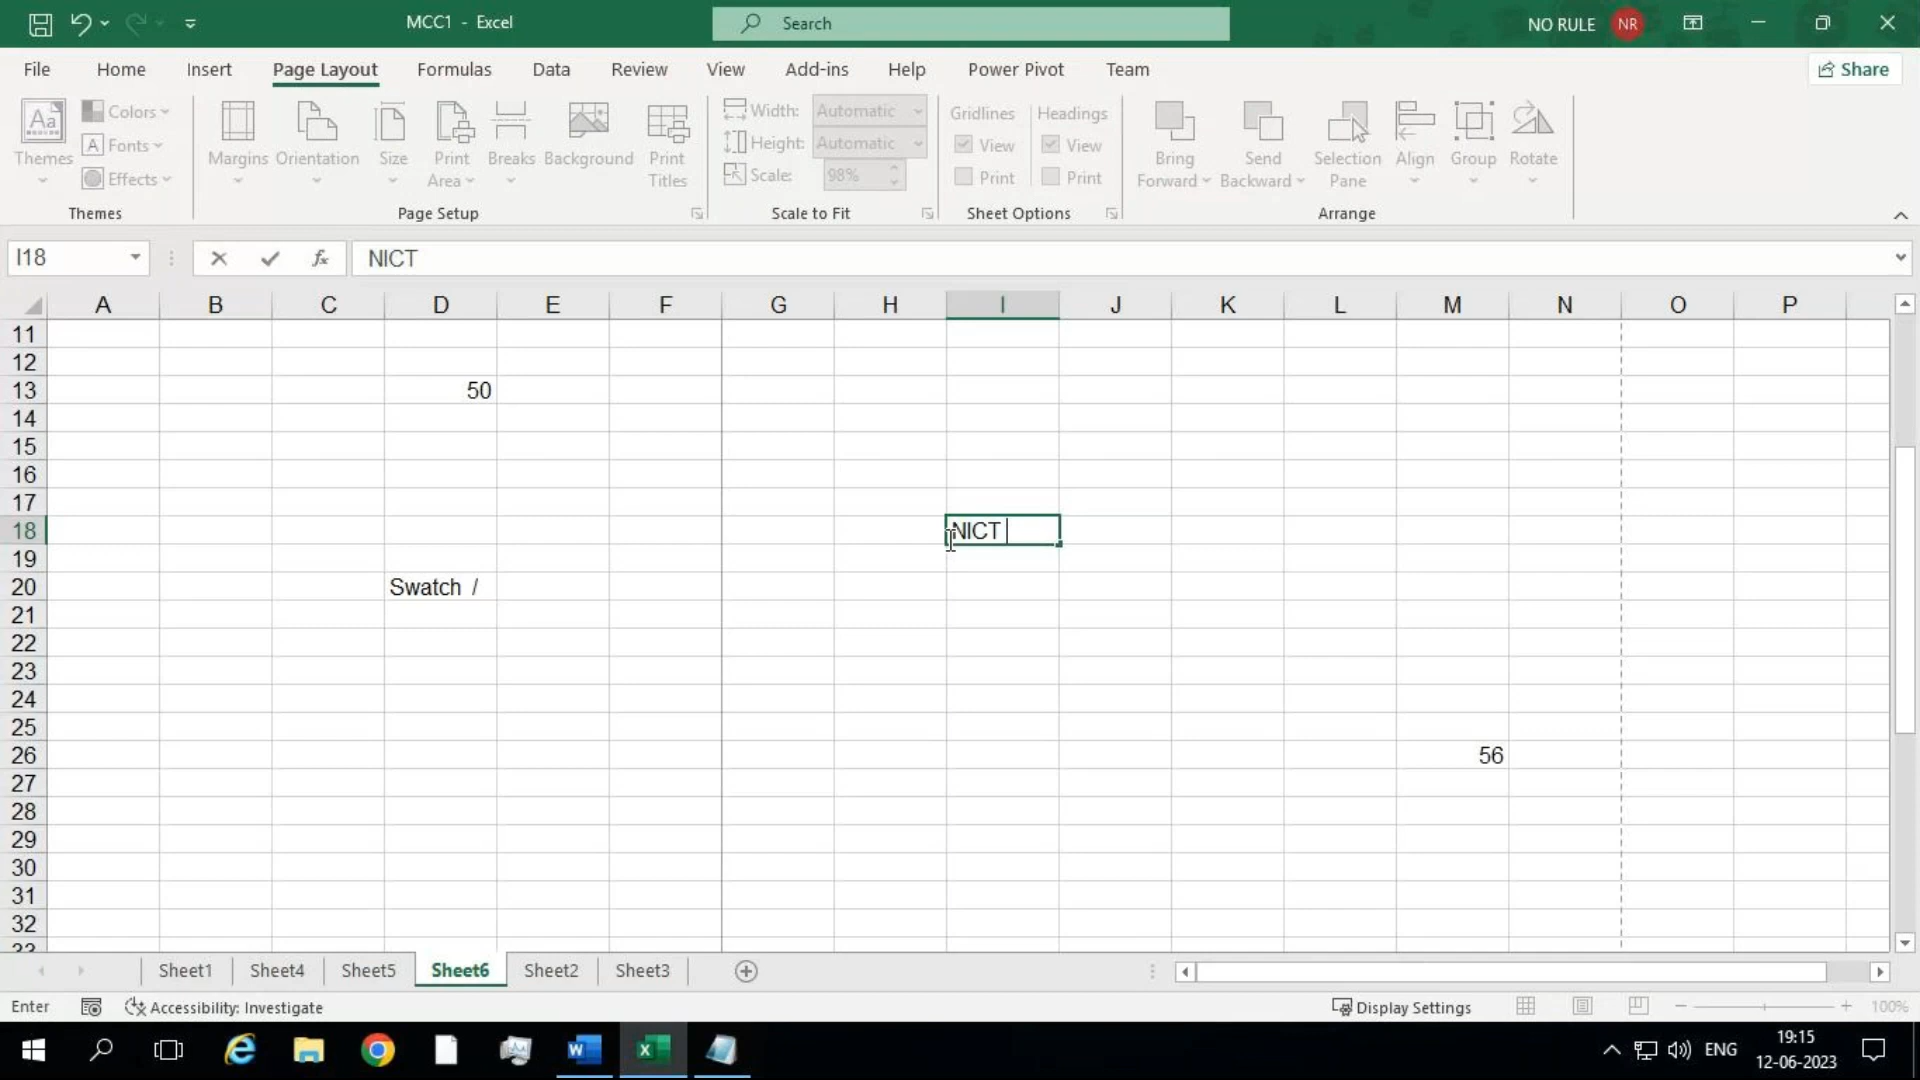 MCC1 - Excel
Search
NO RULE NR
File Home Insert Page Layout Formulas Data Review View Add-ins Help Power Pivot Team Share
Aa Themes
Colors
Fonts
Effects
Themes
Margins Orientation Size Print Area Breaks Background Print Titles
Page Setup
Width: Automatic
Height: Automatic
Scale: 98%
Scale to Fit
Gridlines Headings
View View
Print Print
Sheet Options
Bring Forward Send Backward Selection Pane Align Group Rotate
Arrange
I18 fx NICT
A B C D E F G H I J K L M N O P
11
12
13 50
14
15
16
17
18 NICT
19
20 Swatch /
21
22
23
24
25
26 56
27
28
29
30
31
32
Sheet1 Sheet4 Sheet5 Sheet6 Sheet2 Sheet3
Enter Accessibility: Investigate Display Settings 100%
ENG 19:15
12-06-2023